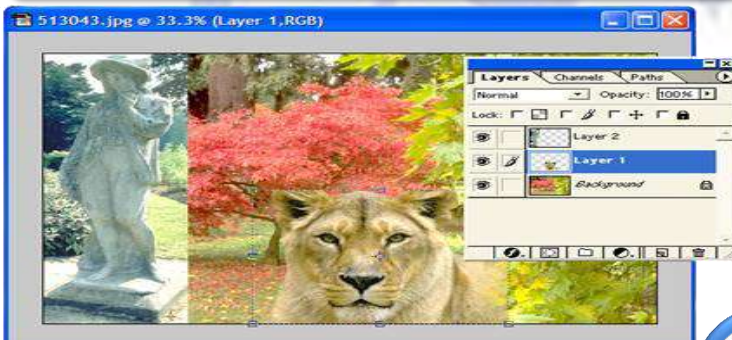 513043.jpg @ 33.3% (Layer 1,RGB)
Layers Channels Paths
Normal Opacity: 100%
Lock:
Layer 2
Layer 1
Background